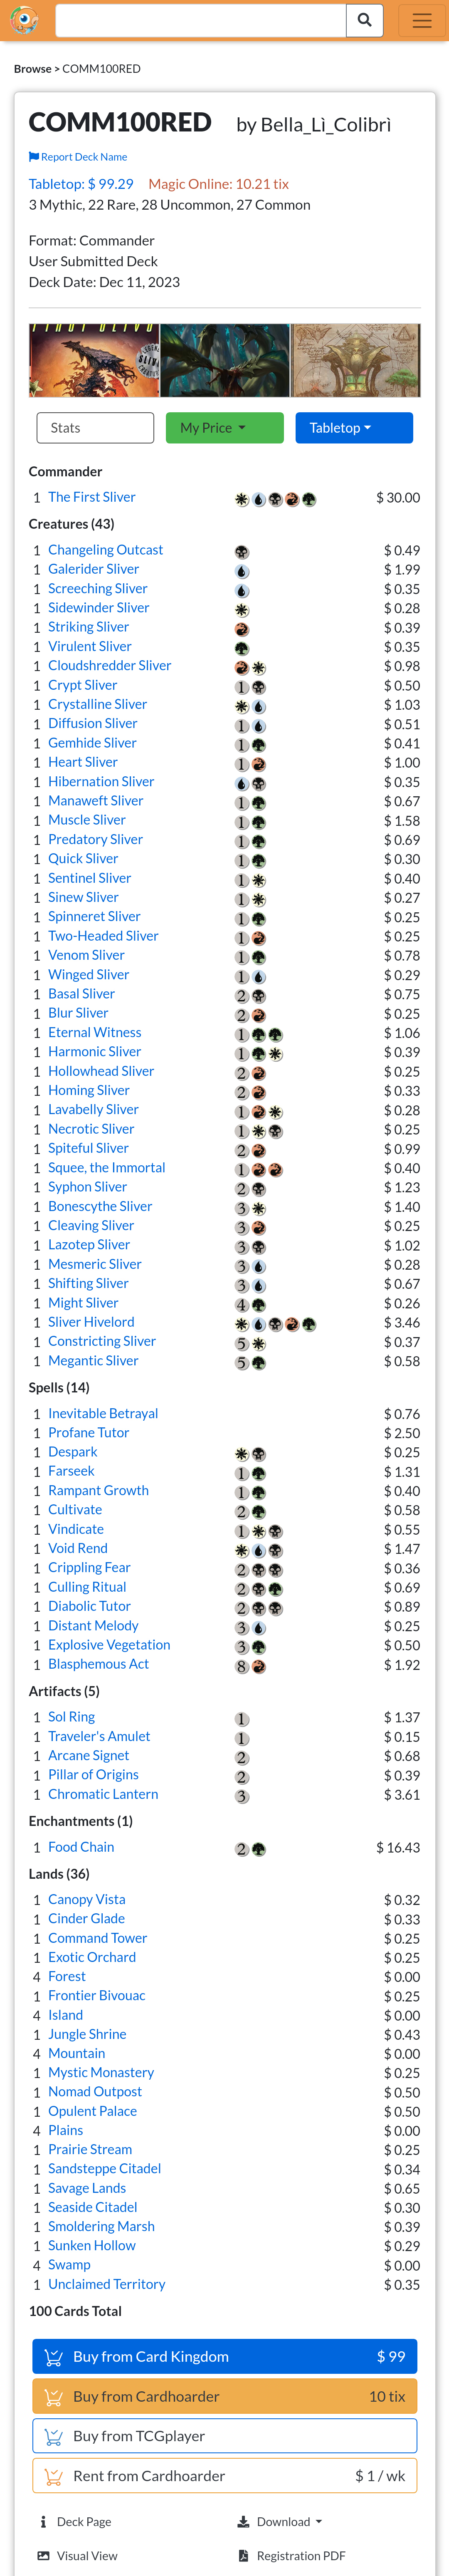 Browse > COMM100RED
COMM100RED by Bella_Lì_Colibrì
Report Deck Name
Tabletop: $ 99.29 Magic Online: 10.21 tix
3 Mythic, 22 Rare, 28 Uncommon, 27 Common
Format: Commander
User Submitted Deck
Deck Date: Dec 11, 2023
Stats My Price Tabletop
Commander
1 The First Sliver $ 30.00
Creatures (43)
1 Changeling Outcast $ 0.49
1 Galerider Sliver $ 1.99
1 Screeching Sliver $ 0.35
1 Sidewinder Sliver $ 0.28
1 Striking Sliver $ 0.39
1 Virulent Sliver $ 0.35
1 Cloudshredder Sliver $ 0.98
1 Crypt Sliver 1 $ 0.50
1 Crystalline Sliver $ 1.03
1 Diffusion Sliver 1 $ 0.51
1 Gemhide Sliver 1 $ 0.41
1 Heart Sliver 1 $ 1.00
1 Hibernation Sliver $ 0.35
1 Manaweft Sliver 1 $ 0.67
1 Muscle Sliver 1 $ 1.58
1 Predatory Sliver 1 $ 0.69
1 Quick Sliver 1 $ 0.30
1 Sentinel Sliver 1 $ 0.40
1 Sinew Sliver 1 $ 0.27
1 Spinneret Sliver 1 $ 0.25
1 Two-Headed Sliver 1 $ 0.25
1 Venom Sliver 1 $ 0.78
1 Winged Sliver 1 $ 0.29
1 Basal Sliver 2 $ 0.75
1 Blur Sliver 2 $ 0.25
1 Eternal Witness 1 $ 1.06
1 Harmonic Sliver 1 $ 0.39
1 Hollowhead Sliver 2 $ 0.25
1 Homing Sliver 2 $ 0.33
1 Lavabelly Sliver 1 $ 0.28
1 Necrotic Sliver 1 $ 0.25
1 Spiteful Sliver 2 $ 0.99
1 Squee, the Immortal 1 $ 0.40
1 Syphon Sliver 2 $ 1.23
1 Bonescythe Sliver 3 $ 1.40
1 Cleaving Sliver 3 $ 0.25
1 Lazotep Sliver 3 $ 1.02
1 Mesmeric Sliver 3 $ 0.28
1 Shifting Sliver 3 $ 0.67
1 Might Sliver 4 $ 0.26
1 Sliver Hivelord $ 3.46
1 Constricting Sliver 5 $ 0.37
1 Megantic Sliver 5 $ 0.58
Spells (14)
1 Inevitable Betrayal $ 0.76
1 Profane Tutor $ 2.50
1 Despark $ 0.25
1 Farseek 1 $ 1.31
1 Rampant Growth 1 $ 0.40
1 Cultivate 2 $ 0.58
1 Vindicate 1 $ 0.55
1 Void Rend $ 1.47
1 Crippling Fear 2 $ 0.36
1 Culling Ritual 2 $ 0.69
1 Diabolic Tutor 2 $ 0.89
1 Distant Melody 3 $ 0.25
1 Explosive Vegetation 3 $ 0.50
1 Blasphemous Act 8 $ 1.92
Artifacts (5)
1 Sol Ring 1 $ 1.37
1 Traveler's Amulet 1 $ 0.15
1 Arcane Signet 2 $ 0.68
1 Pillar of Origins 2 $ 0.39
1 Chromatic Lantern 3 $ 3.61
Enchantments (1)
1 Food Chain 2 $ 16.43
Lands (36)
1 Canopy Vista $ 0.32
1 Cinder Glade $ 0.33
1 Command Tower $ 0.25
1 Exotic Orchard $ 0.25
4 Forest $ 0.00
1 Frontier Bivouac $ 0.25
4 Island $ 0.00
1 Jungle Shrine $ 0.43
4 Mountain $ 0.00
1 Mystic Monastery $ 0.25
1 Nomad Outpost $ 0.50
1 Opulent Palace $ 0.50
4 Plains $ 0.00
1 Prairie Stream $ 0.25
1 Sandsteppe Citadel $ 0.34
1 Savage Lands $ 0.65
1 Seaside Citadel $ 0.30
1 Smoldering Marsh $ 0.39
1 Sunken Hollow $ 0.29
4 Swamp $ 0.00
1 Unclaimed Territory $ 0.35
100 Cards Total
Buy from Card Kingdom $ 99
Buy from Cardhoarder 10 tix
Buy from TCGplayer
Rent from Cardhoarder $ 1 / wk
Deck Page Download
Visual View Registration PDF